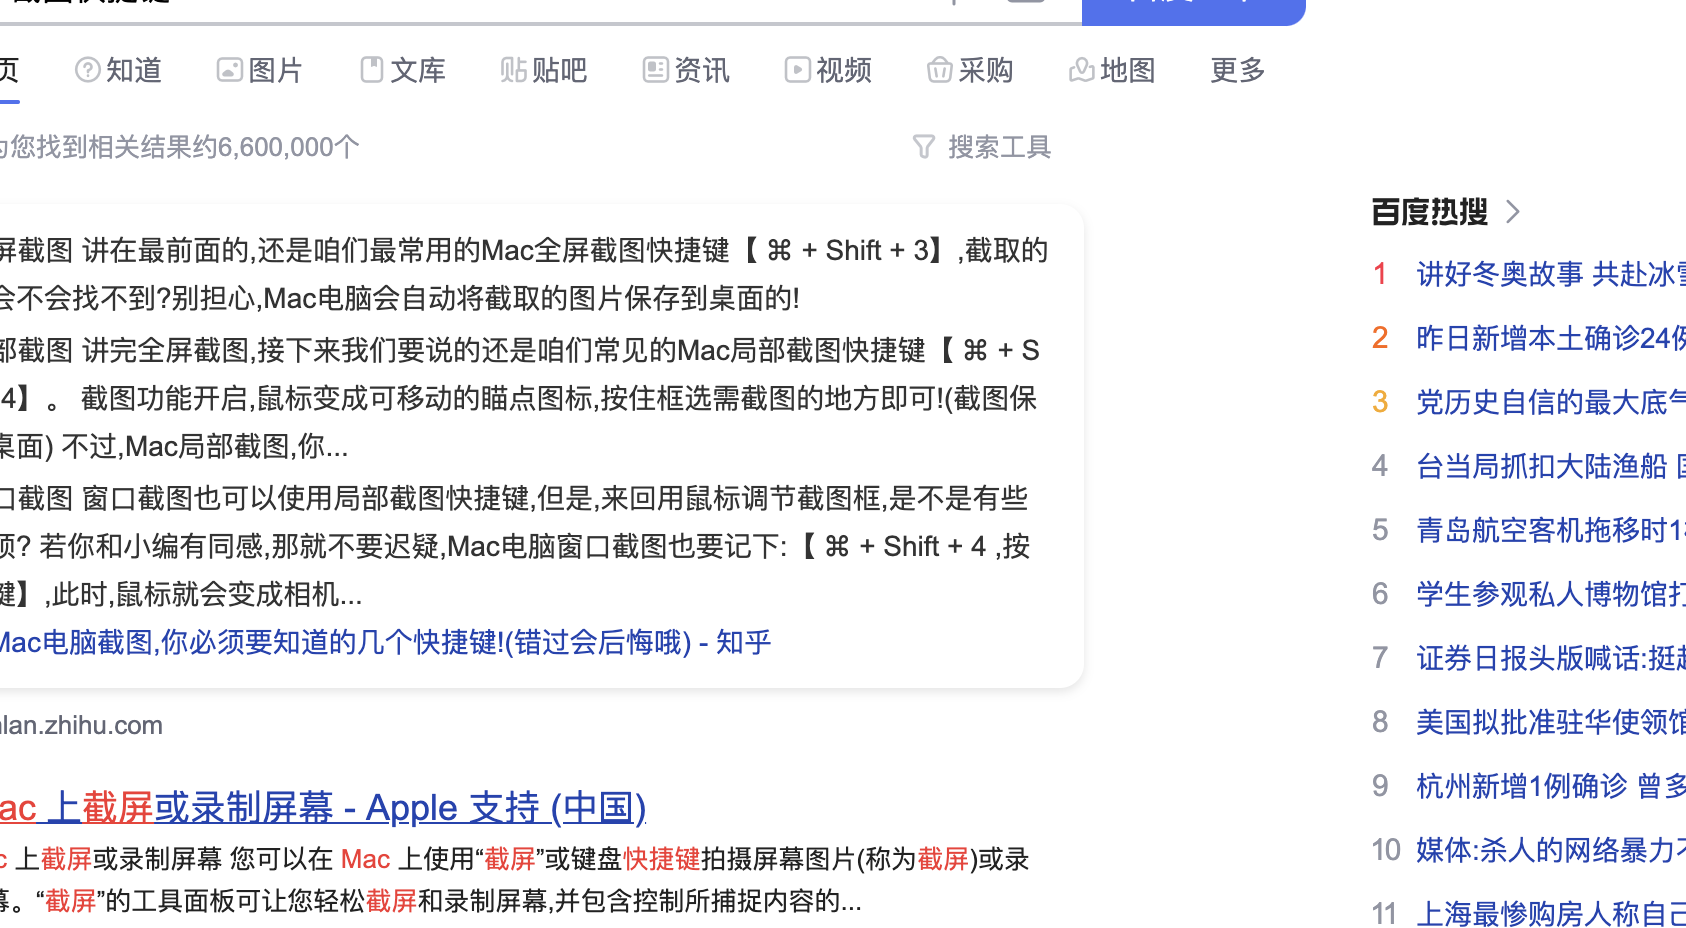 页 知道 图片 文库 贴吧 资讯 视频 采购 地图 更多
为您找到相关结果约6,600,000个 搜索工具
屏截图 讲在最前面的,还是咱们最常用的Mac全屏截图快捷键【 ⌘ + Shift + 3】,截取的
会不会找不到?别担心,Mac电脑会自动将截取的图片保存到桌面的!
部截图 讲完全屏截图,接下来我们要说的还是咱们常见的Mac局部截图快捷键【 ⌘ + S
4】。 截图功能开启,鼠标变成可移动的瞄点图标,按住框选需截图的地方即可!(截图保
桌面) 不过,Mac局部截图,你...
口截图 窗口截图也可以使用局部截图快捷键,但是,来回用鼠标调节截图框,是不是有些
烦? 若你和小编有同感,那就不要迟疑,Mac电脑窗口截图也要记下:【 ⌘ + Shift + 4 ,按
键】,此时,鼠标就会变成相机...
Mac电脑截图,你必须要知道的几个快捷键!(错过会后悔哦) - 知乎
lan.zhihu.com
ac 上截屏或录制屏幕 - Apple 支持 (中国)
c 上截屏或录制屏幕 您可以在 Mac 上使用“截屏”或键盘快捷键拍摄屏幕图片(称为截屏)或录
幕。“截屏”的工具面板可让您轻松截屏和录制屏幕,并包含控制所捕捉内容的...
百度热搜
1 讲好冬奥故事 共赴冰雪
2 昨日新增本土确诊24例
3 党历史自信的最大底气
4 台当局抓扣大陆渔船
5 青岛航空客机拖移时1
6 学生参观私人博物馆打
7 证券日报头版喊话:挺起
8 美国拟批准驻华使领馆
9 杭州新增1例确诊 曾多
10 媒体:杀人的网络暴力不
11 上海最惨购房人称自己